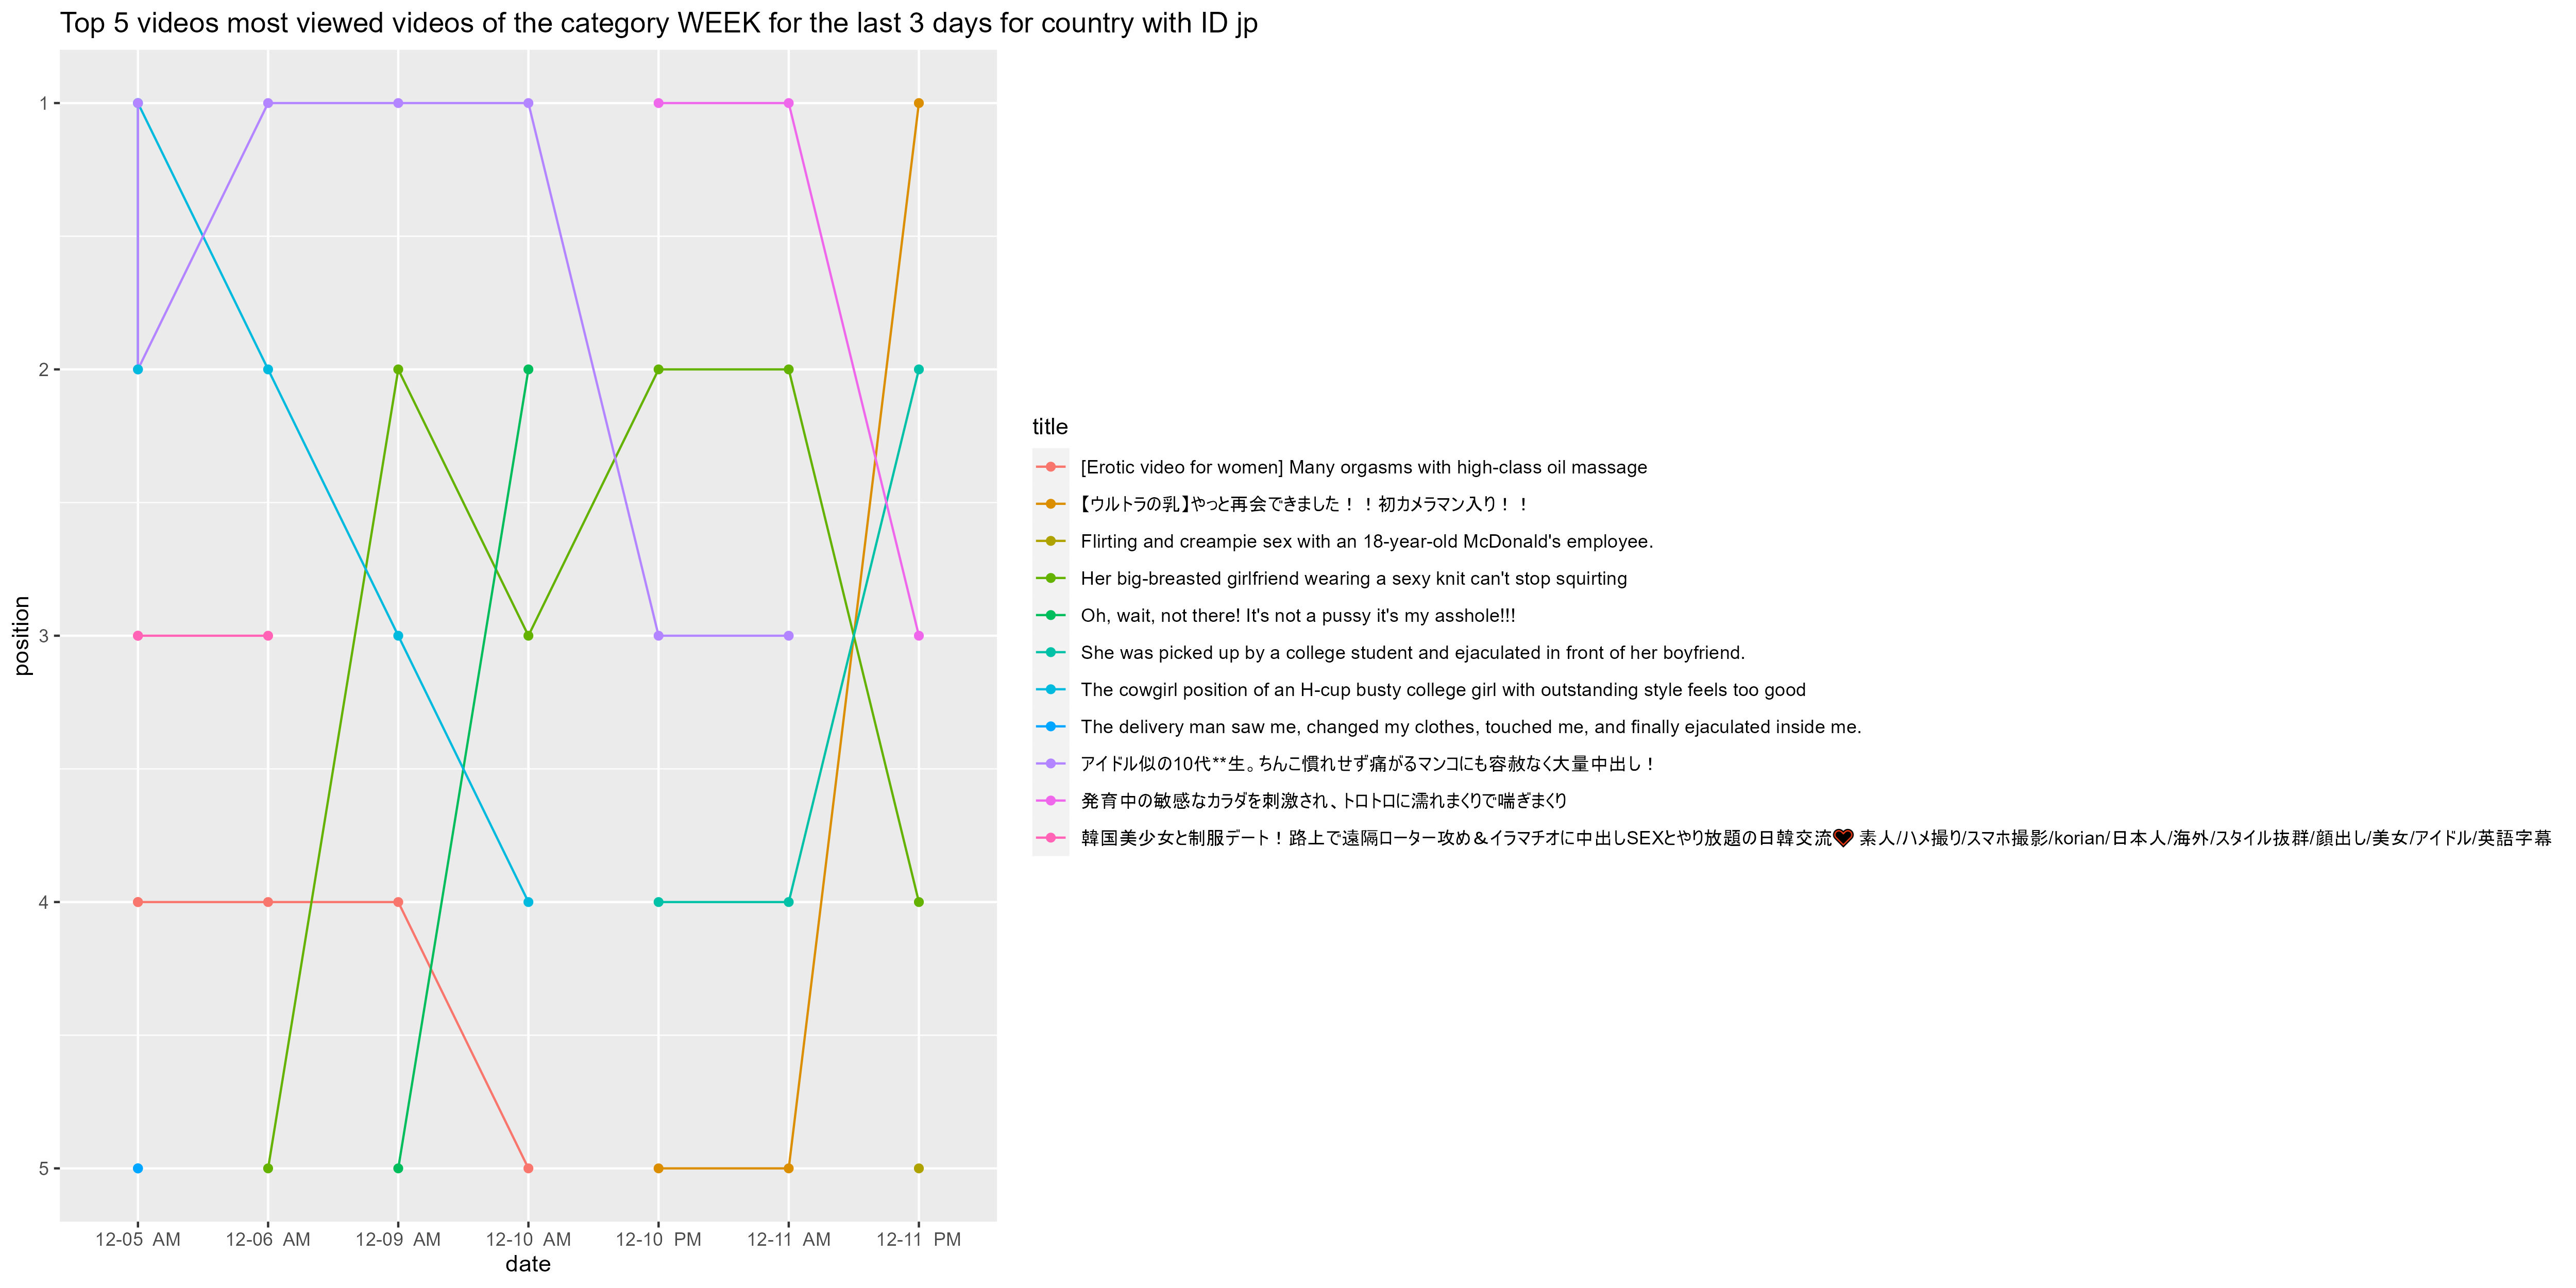 Top 5 videos most viewed videos of the category WEEK for the last 3 days for country with ID jp
1
2
3
4
5
position
12-05 AM
12-06 AM
12-09 AM
12-10 AM
12-10 PM
12-11 AM
12-11 PM
date
title
[Erotic video for women] Many orgasms with high-class oil massage
【ウルトラの乳】やっと再会できました！！初カメラマン入り！！
Flirting and creampie sex with an 18-year-old McDonald's employee.
Her big-breasted girlfriend wearing a sexy knit can't stop squirting
Oh, wait, not there! It's not a pussy it's my asshole!!!
She was picked up by a college student and ejaculated in front of her boyfriend.
The cowgirl position of an H-cup busty college girl with outstanding style feels too good
The delivery man saw me, changed my clothes, touched me, and finally ejaculated inside me.
アイドル似の10代**生。ちんこ慣れせず痛がるマンコにも容赦なく大量中出し！
発育中の敏感なカラダを刺激され、トロトロに濡れまくりで喘ぎまくり
韓国美少女と制服デート！路上で遠隔ローター攻め＆イラマチオに中出しSEXとやり放題の日韓交流🖤 素人/ハメ撮り/スマホ撮影/korian/日本人/海外/スタイル抜群/顔出し/美女/アイドル/英語字幕